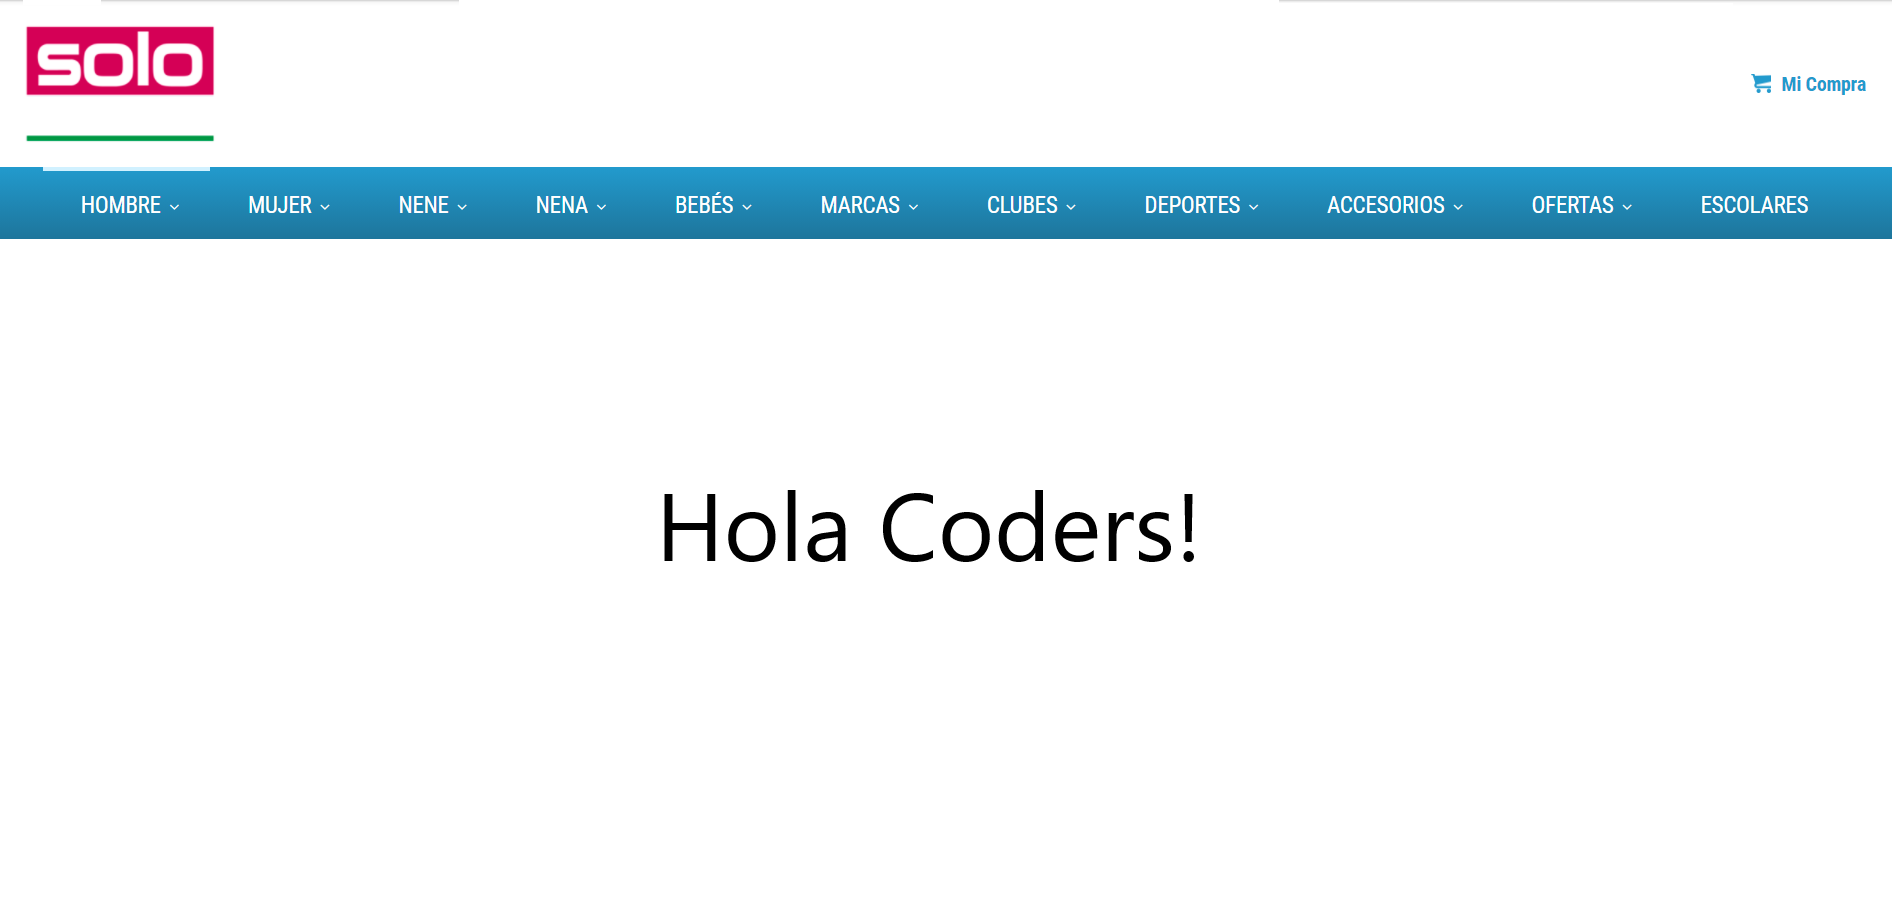 solo
Mi Compra
HOMBRE MUJER NENE NENA BEBÉS MARCAS CLUBES DEPORTES ACCESORIOS OFERTAS ESCOLARES
Hola Coders!